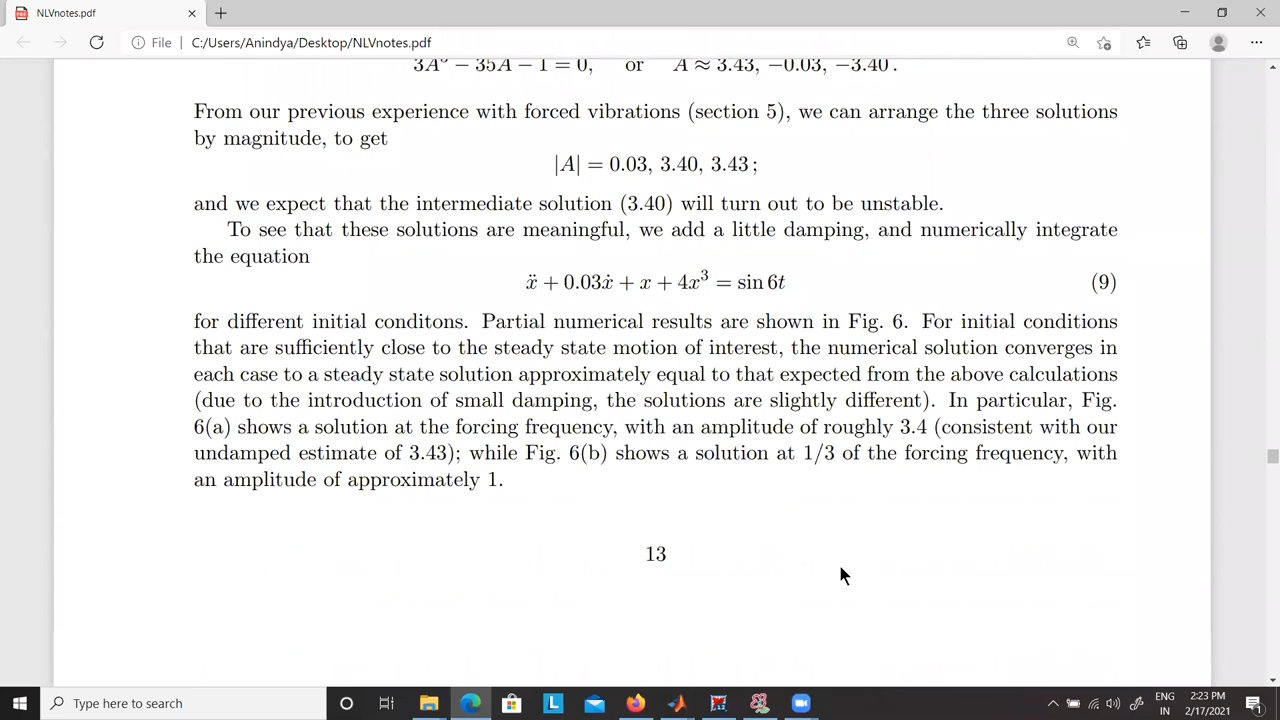 NLVnotes.pdf
File
C:/Users/Anindya/Desktop/NLVnotes.pdf
3A³ − 35A − 1 = 0, or A ≈ 3.43, −0.03, −3.40 .
From our previous experience with forced vibrations (section 5), we can arrange the three solutions
by magnitude, to get
|A| = 0.03, 3.40, 3.43 ;
and we expect that the intermediate solution (3.40) will turn out to be unstable.
To see that these solutions are meaningful, we add a little damping, and numerically integrate
the equation
ẍ + 0.03ẋ + x + 4x³ = sin 6t (9)
for different initial conditons. Partial numerical results are shown in Fig. 6. For initial conditions
that are sufficiently close to the steady state motion of interest, the numerical solution converges in
each case to a steady state solution approximately equal to that expected from the above calculations
(due to the introduction of small damping, the solutions are slightly different). In particular, Fig.
6(a) shows a solution at the forcing frequency, with an amplitude of roughly 3.4 (consistent with our
undamped estimate of 3.43); while Fig. 6(b) shows a solution at 1/3 of the forcing frequency, with
an amplitude of approximately 1.
13
Type here to search
ENG
IN
2:23 PM
2/17/2021